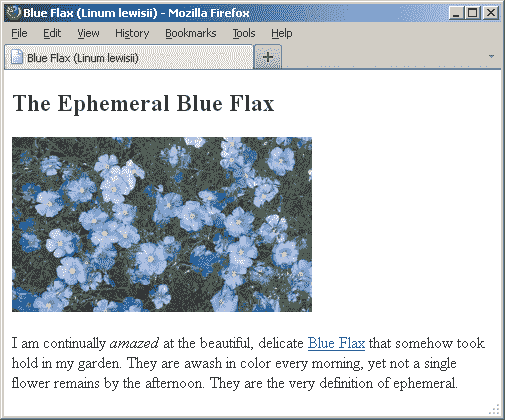 Blue Flax (Linum lewisii) - Mozilla Firefox
File Edit View History Bookmarks Tools Help
Blue Flax (Linum lewisii)
The Ephemeral Blue Flax
I am continually amazed at the beautiful, delicate Blue Flax that somehow took
hold in my garden. They are awash in color every morning, yet not a single
flower remains by the afternoon. They are the very definition of ephemeral.